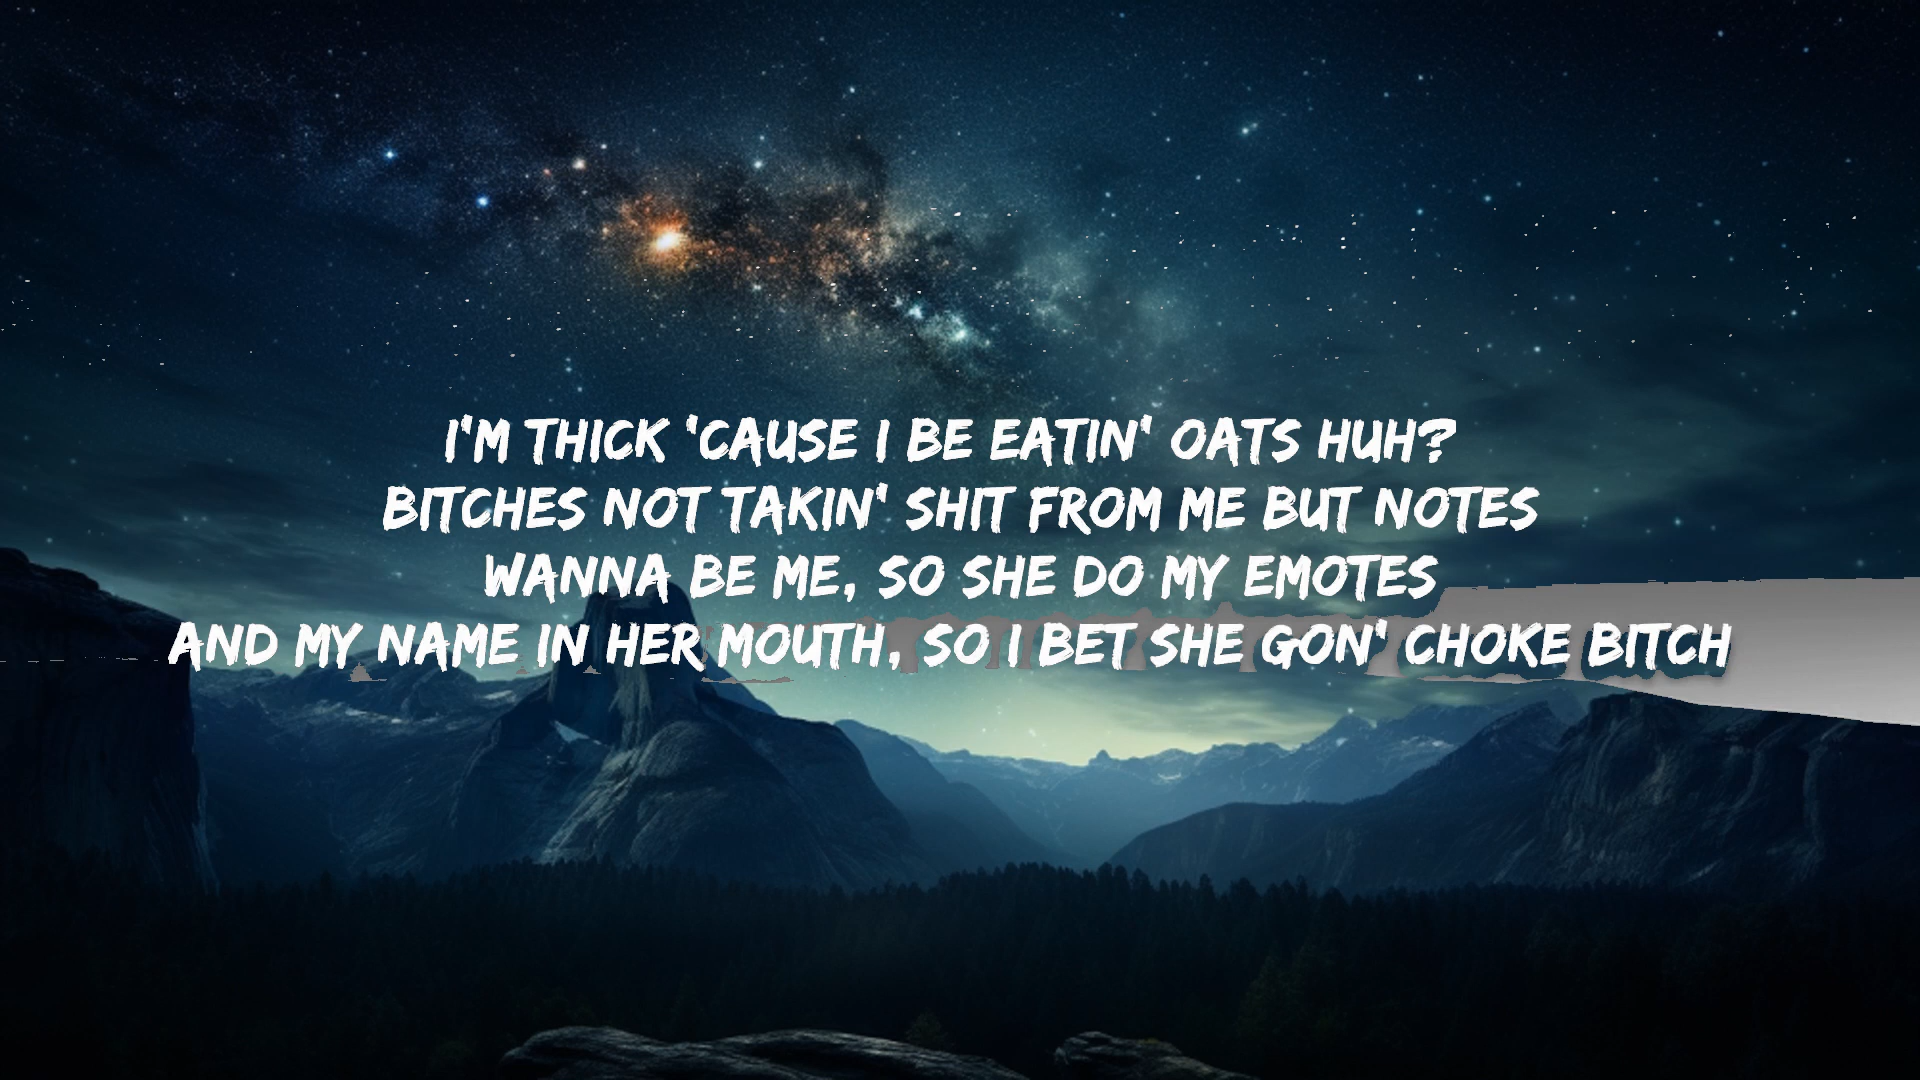 I'M THICK 'CAUSE I BE EATIN' OATS HUH?
BITCHES NOT TAKIN' SHIT FROM ME BUT NOTES
WANNA BE ME, SO SHE DO MY EMOTES
AND MY NAME IN HER MOUTH, SO I BET SHE GON' CHOKE BITCH